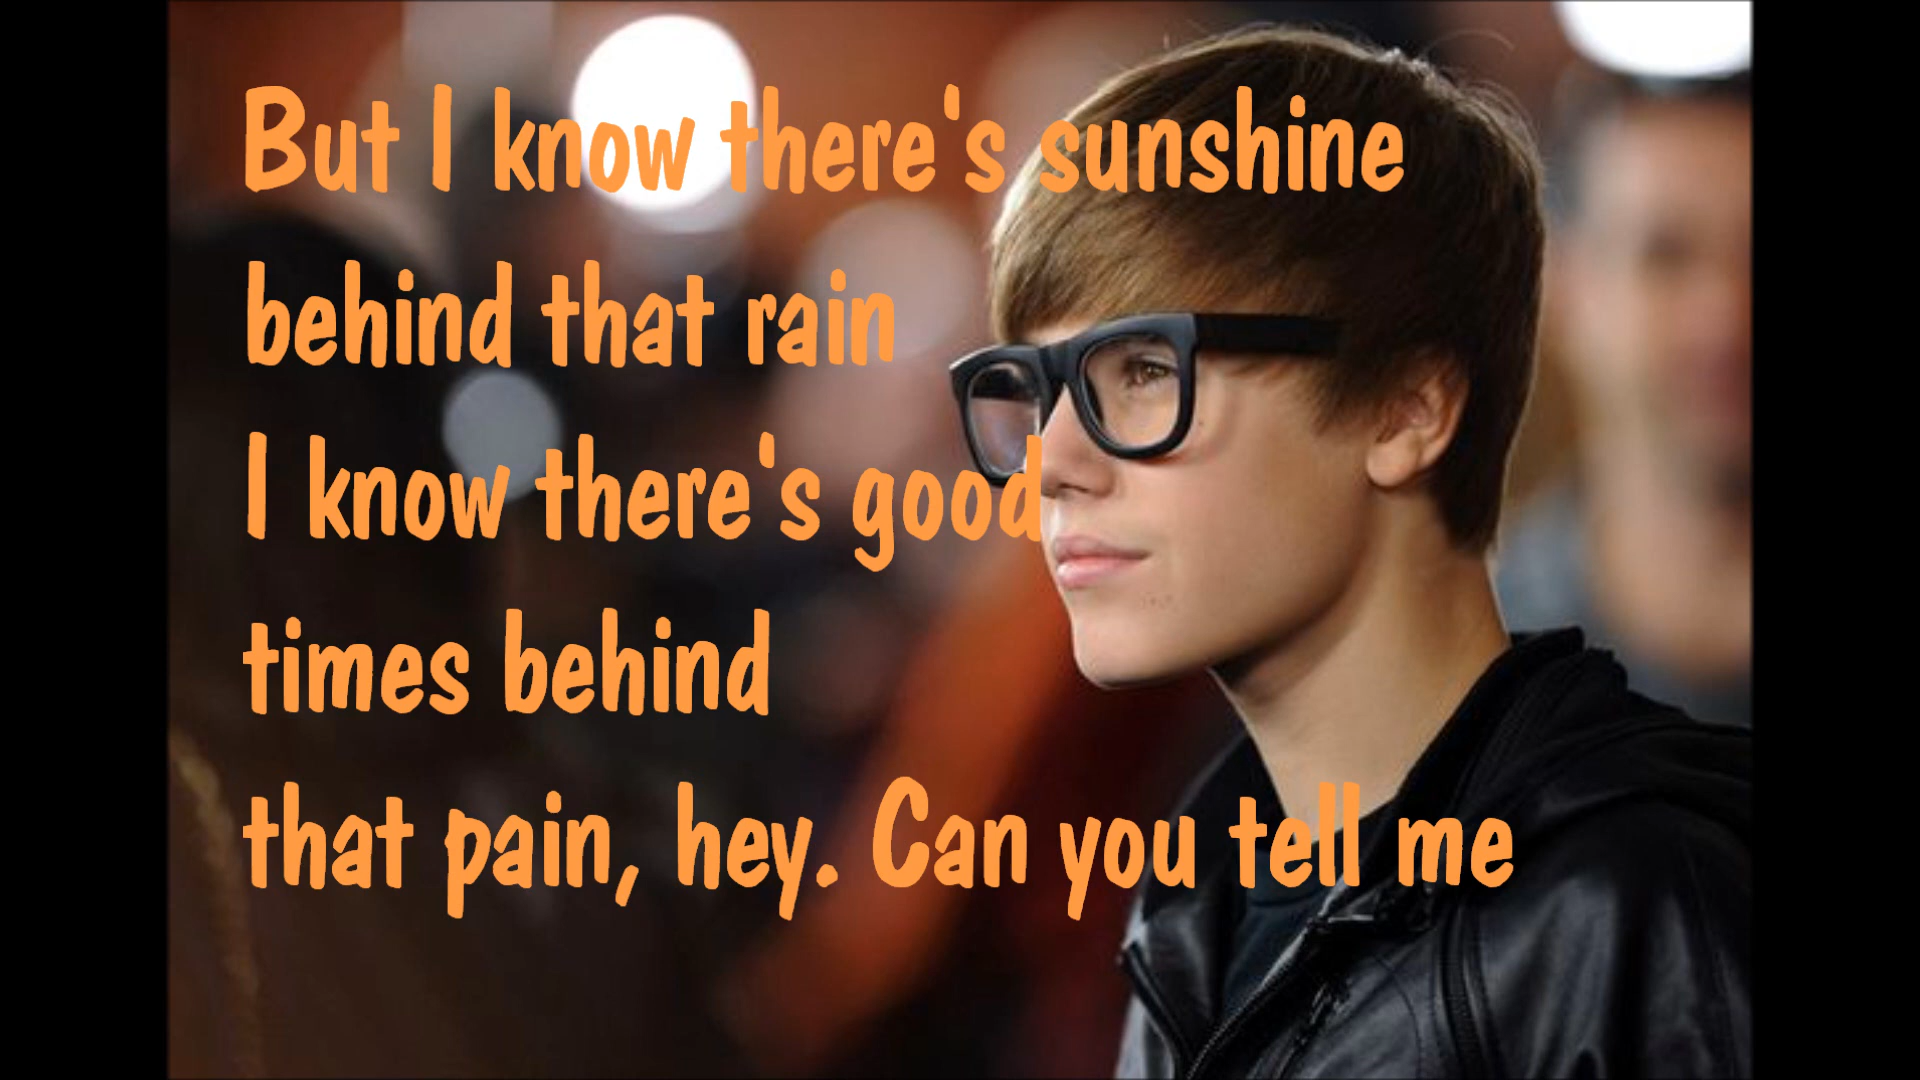 But I know there's sunshine
behind that rain
I know there's good
times behind
that pain, hey. Can you tell me